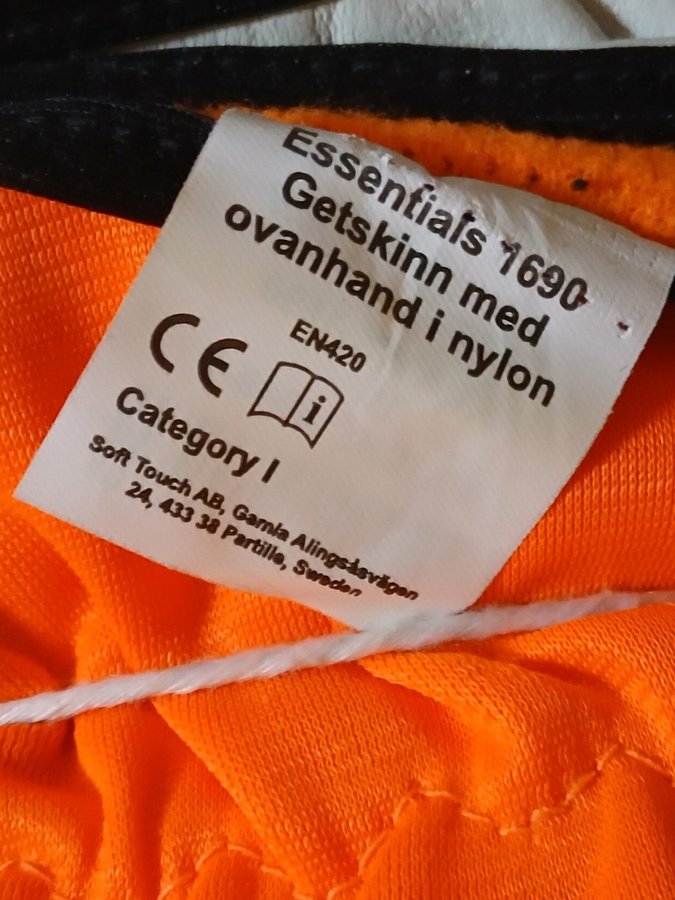 Essentials 1690
Getskinn med
ovanhand i nylon
CE
EN420
i
Category I
Soft Touch AB, Gamla Alingsåsvägen
24, 433 38 Partille, Sweden